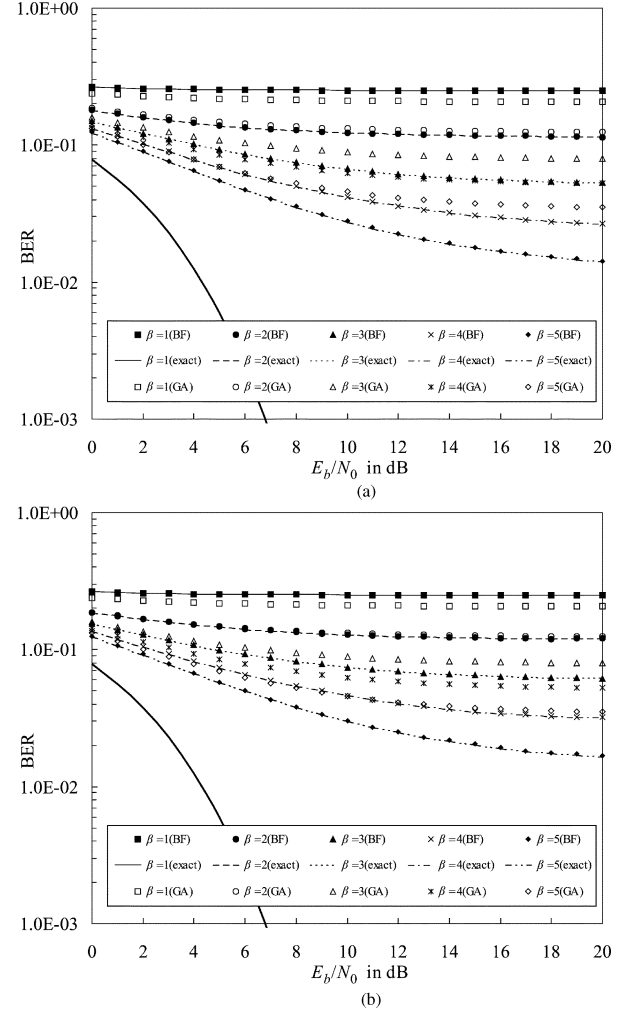 1.0E+00
1.0E-01
BER
1.0E-02
β =1(BF) β =2(BF) β =3(BF) β =4(BF) β =5(BF)
β =1(exact) β =2(exact) β =3(exact) β =4(exact) β =5(exact)
β =1(GA) β =2(GA) β =3(GA) β =4(GA) β =5(GA)
1.0E-03
0 2 4 6 8 10 12 14 16 18 20
E_b/N_0 in dB
(a)
1.0E+00
1.0E-01
BER
1.0E-02
β =1(BF) β =2(BF) β =3(BF) β =4(BF) β =5(BF)
β =1(exact) β =2(exact) β =3(exact) β =4(exact) β =5(exact)
β =1(GA) β =2(GA) β =3(GA) β =4(GA) β =5(GA)
1.0E-03
0 2 4 6 8 10 12 14 16 18 20
E_b/N_0 in dB
(b)